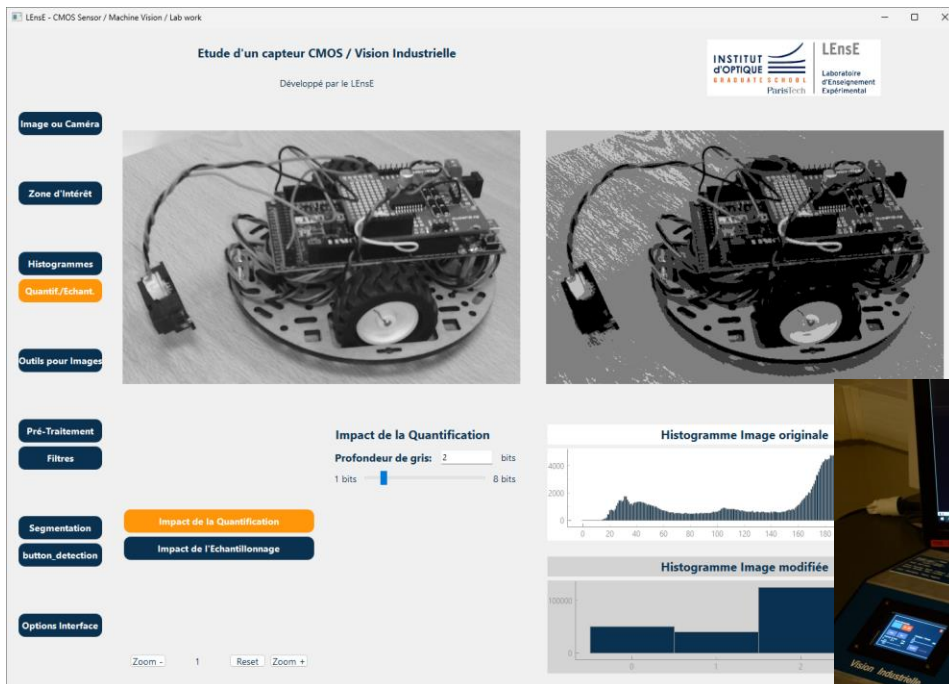 LEnsE - CMOS Sensor / Machine Vision / Lab work
Etude d'un capteur CMOS / Vision Industrielle
Développé par le LEnsE
INSTITUT
d'OPTIQUE
GRADUATE SCHOOL
ParisTech
LEnsE
Laboratoire
d'Enseignement
Expérimental
Image ou Caméra
Zone d'Intérêt
Histogrammes
Quantif./Echant.
Outils pour Images
Pré-Traitement
Filtres
Segmentation
button_detection
Options Interface
Impact de la Quantification
Impact de l'Echantillonnage
Zoom - 1 Reset Zoom +
Impact de la Quantification
Profondeur de gris: 2 bits
1 bits 8 bits
Histogramme Image originale
4000
2000
0
0 20 40 60 80 100 120 140 160 180
Histogramme Image modifiée
100000
0
0 1 2
Vision Industrielle